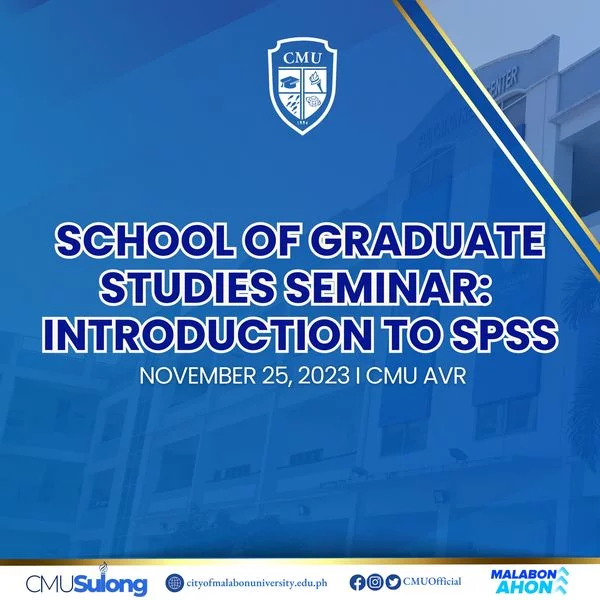 CMU
SCHOOL OF GRADUATE
STUDIES SEMINAR:
INTRODUCTION TO SPSS
NOVEMBER 25, 2023 I CMU AVR
CMUSulong
cityofmalabonuniversity.edu.ph
CMUOfficial
MALABON
AHON